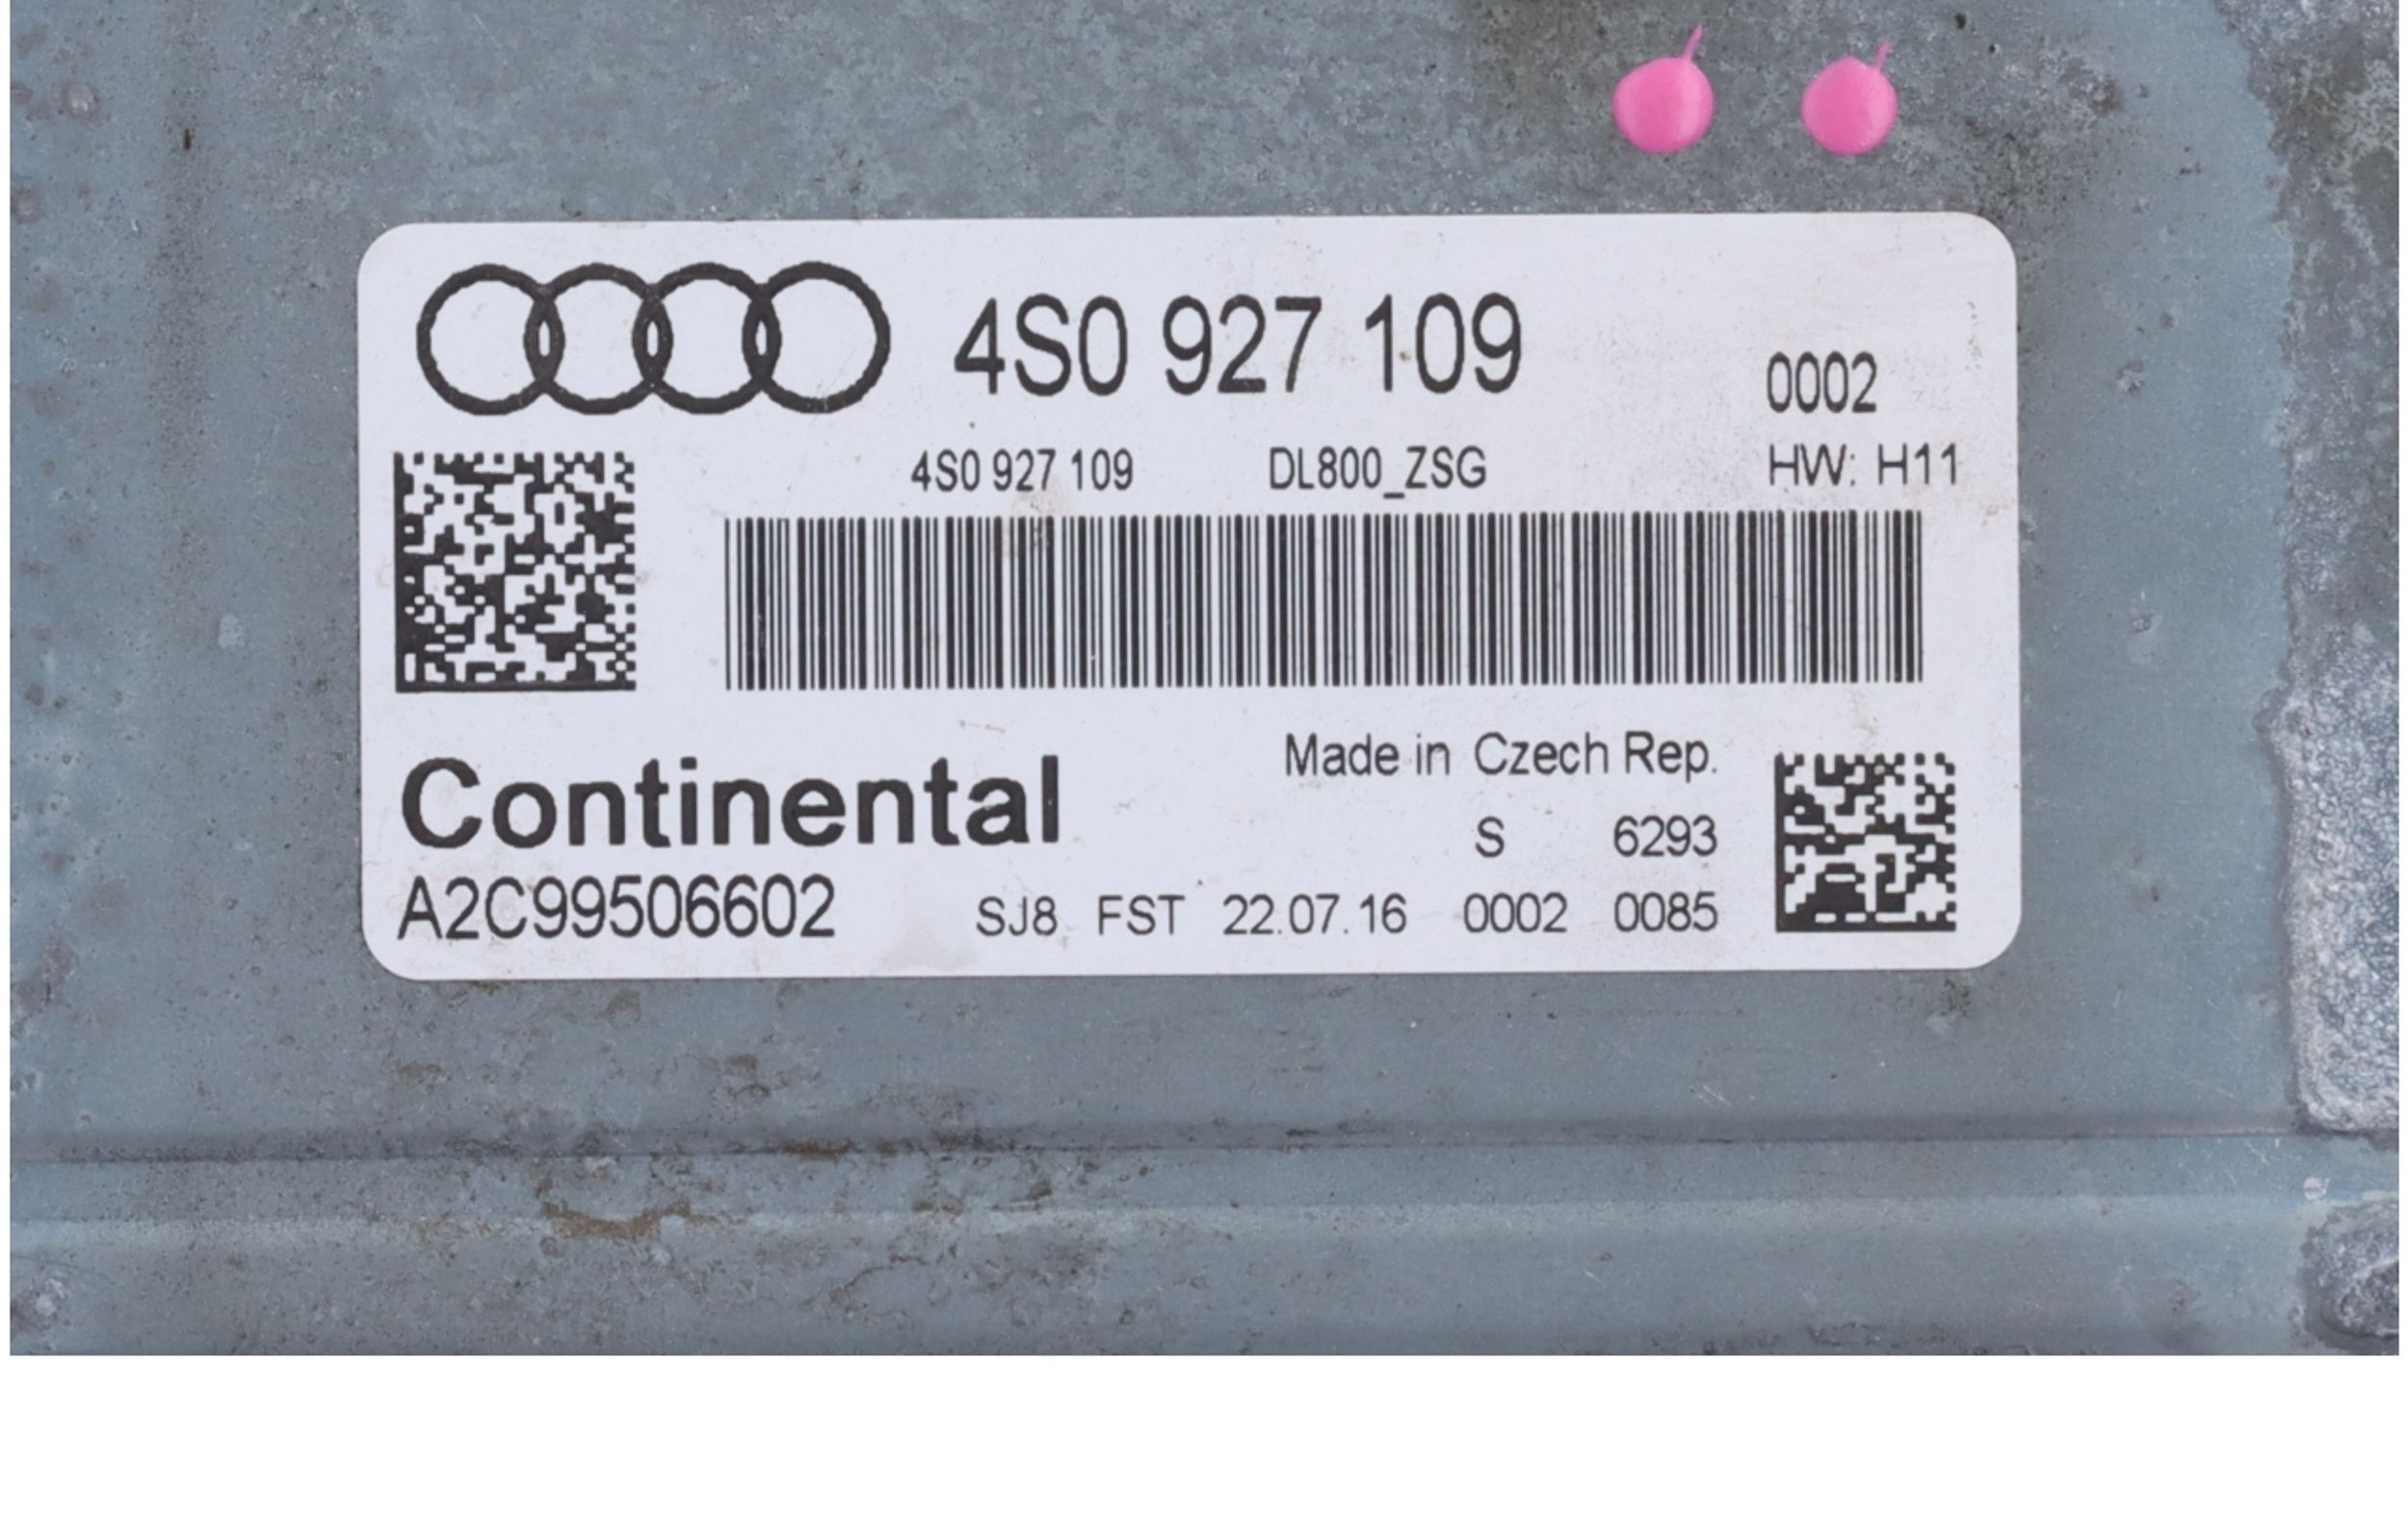 4S0 927 109
0002
4S0 927 109 DL800_ZSG HW: H11
Made in Czech Rep.
Continental
S 6293
A2C99506602 SJ8 FST 22.07.16 0002 0085